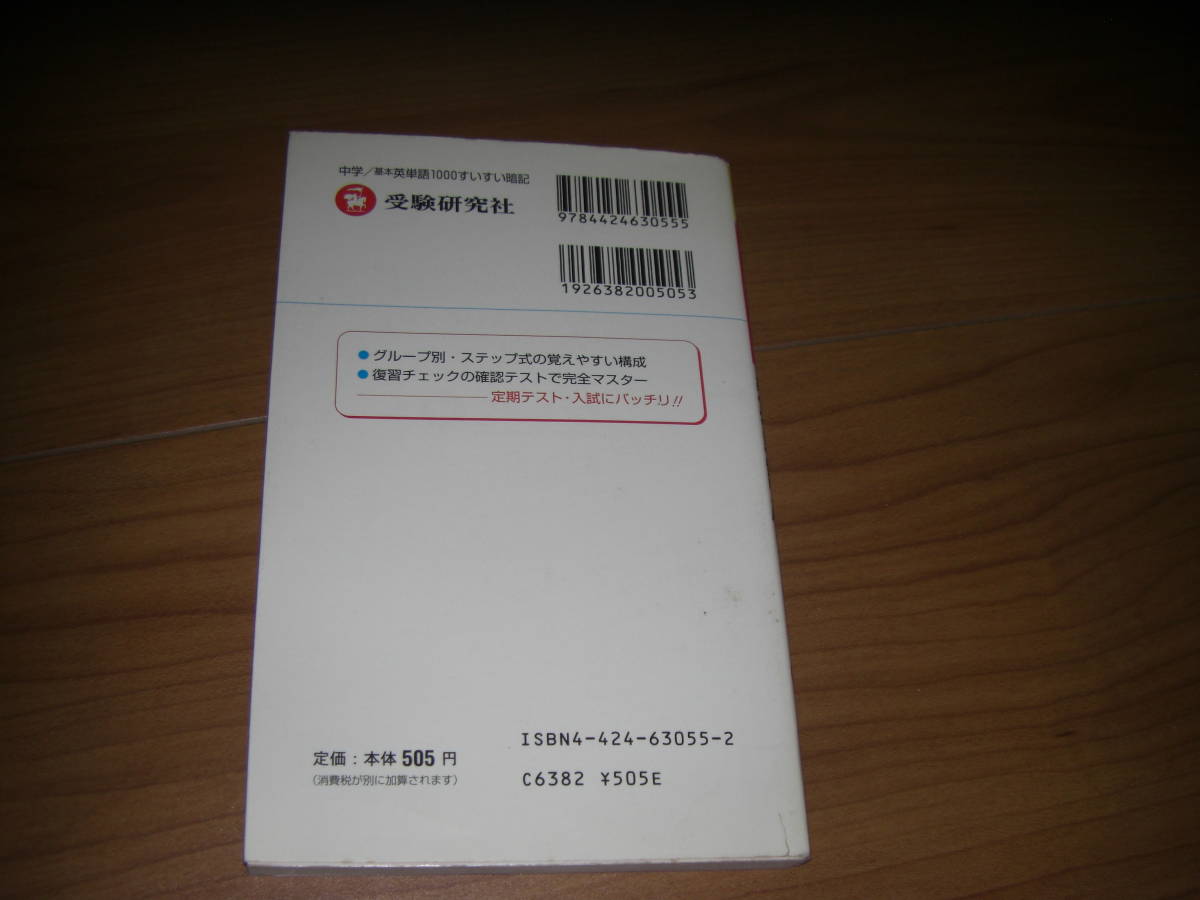 中学/基本英単語1000すいすい暗記
受験研究社
9784424630555
1926382005053
● グループ別・ステップ式の覚えやすい構成
● 復習チェックの確認テストで完全マスター
定期テスト・入試にバッチリ!!
ISBN4-424-63055-2
定価:本体505円
(消費税が別に加算されます)
C6382 ¥505E